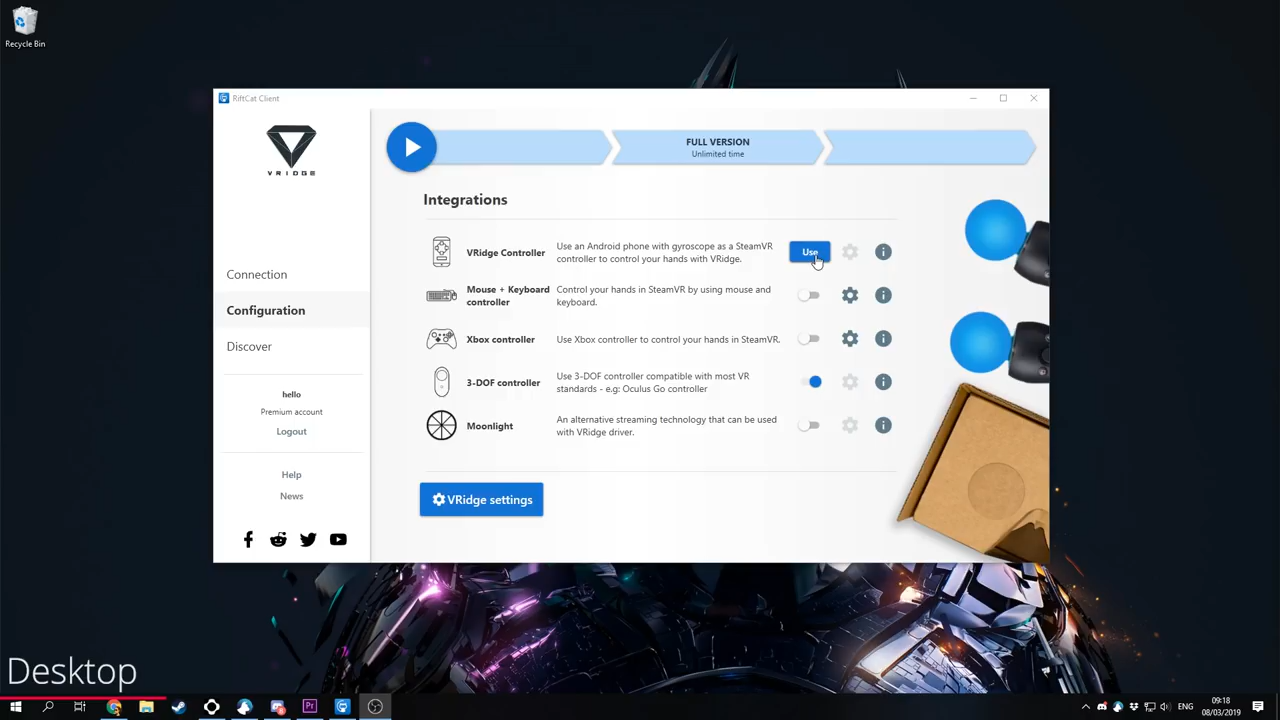 Recycle Bin
RiftCat Client
VRIDGE
FULL VERSION
Unlimited time
Integrations
VRidge Controller
Use an Android phone with gyroscope as a SteamVR
controller to control your hands with VRidge.
Use
Mouse + Keyboard
controller
Control your hands in SteamVR by using mouse and
keyboard.
Xbox controller
Use Xbox controller to control your hands in SteamVR.
3-DOF controller
Use 3-DOF controller compatible with most VR
standards - e.g: Oculus Go controller
Moonlight
An alternative streaming technology that can be used
with VRidge driver.
VRidge settings
Connection
Configuration
Discover
hello
Premium account
Logout
Help
News
Desktop
Pr
ENG
09:18
08/03/2019